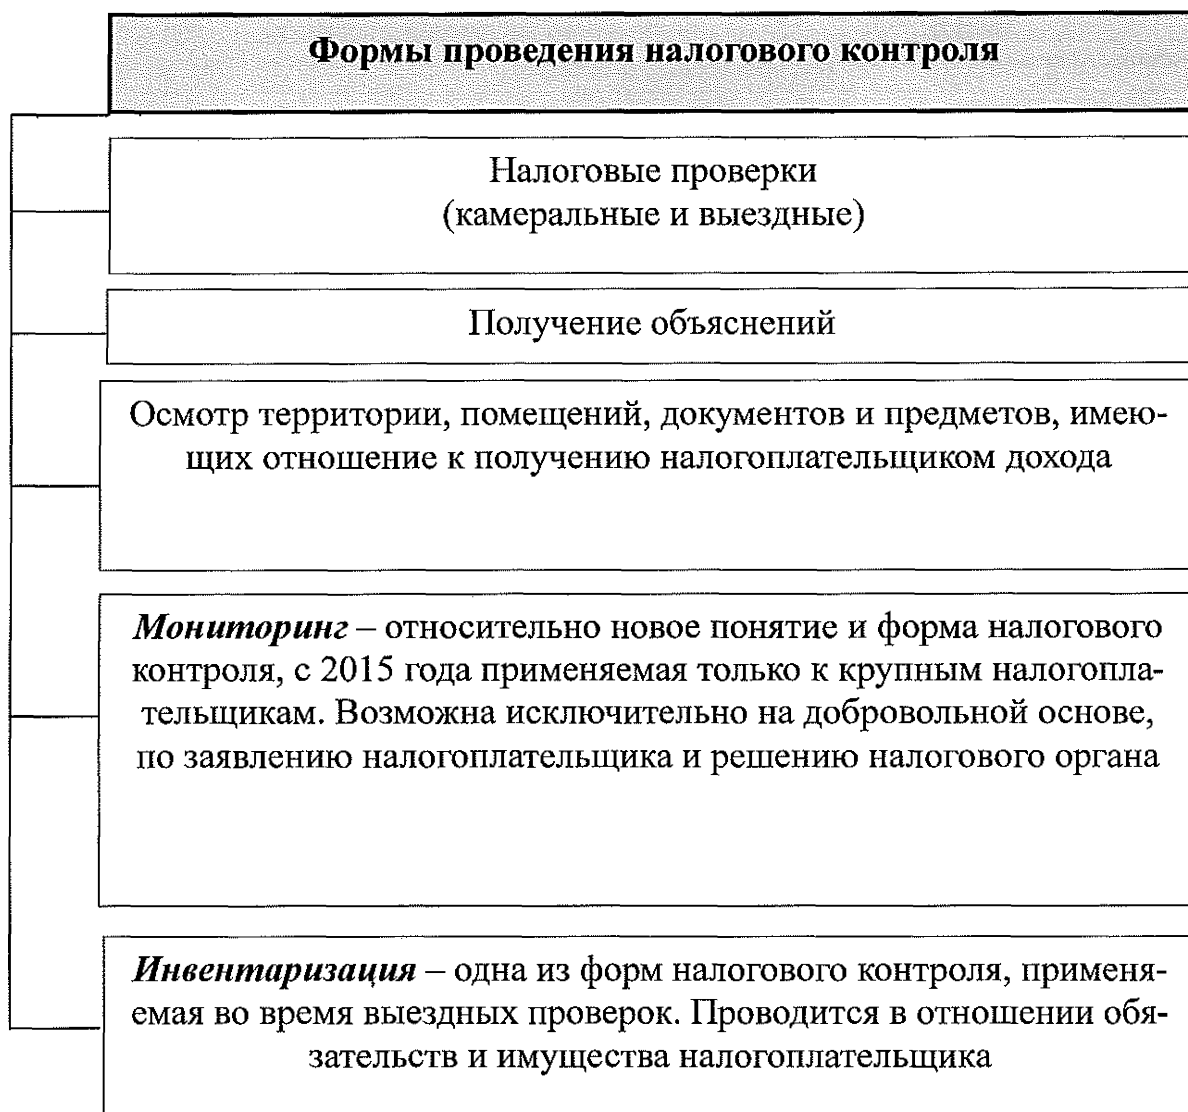 Формы проведения налогового контроля
Налоговые проверки
(камеральные и выездные)
Получение объяснений
Осмотр территории, помещений, документов и предметов, имею-
щих отношение к получению налогоплательщиком дохода
Мониторинг – относительно новое понятие и форма налогового
контроля, с 2015 года применяемая только к крупным налогопла-
тельщикам. Возможна исключительно на добровольной основе,
по заявлению налогоплательщика и решению налогового органа
Инвентаризация – одна из форм налогового контроля, применя-
емая во время выездных проверок. Проводится в отношении обя-
зательств и имущества налогоплательщика